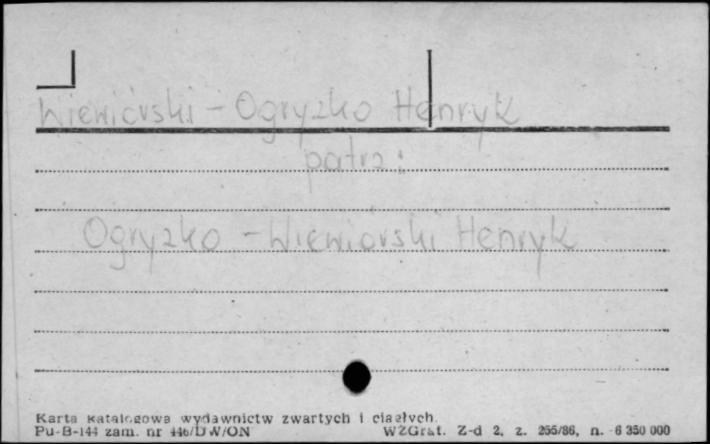 Wiewiórski - Ogryzko Henryk
patrz:
Ogryzko - Wiewiórski Henryk
Karta katalogowa wydawnictw zwartych i ciągłych.
Pu-B-144 zam. nr 446/DW/ON WZGraf. Z-d 2, z. 255/86, n. 6 350 000